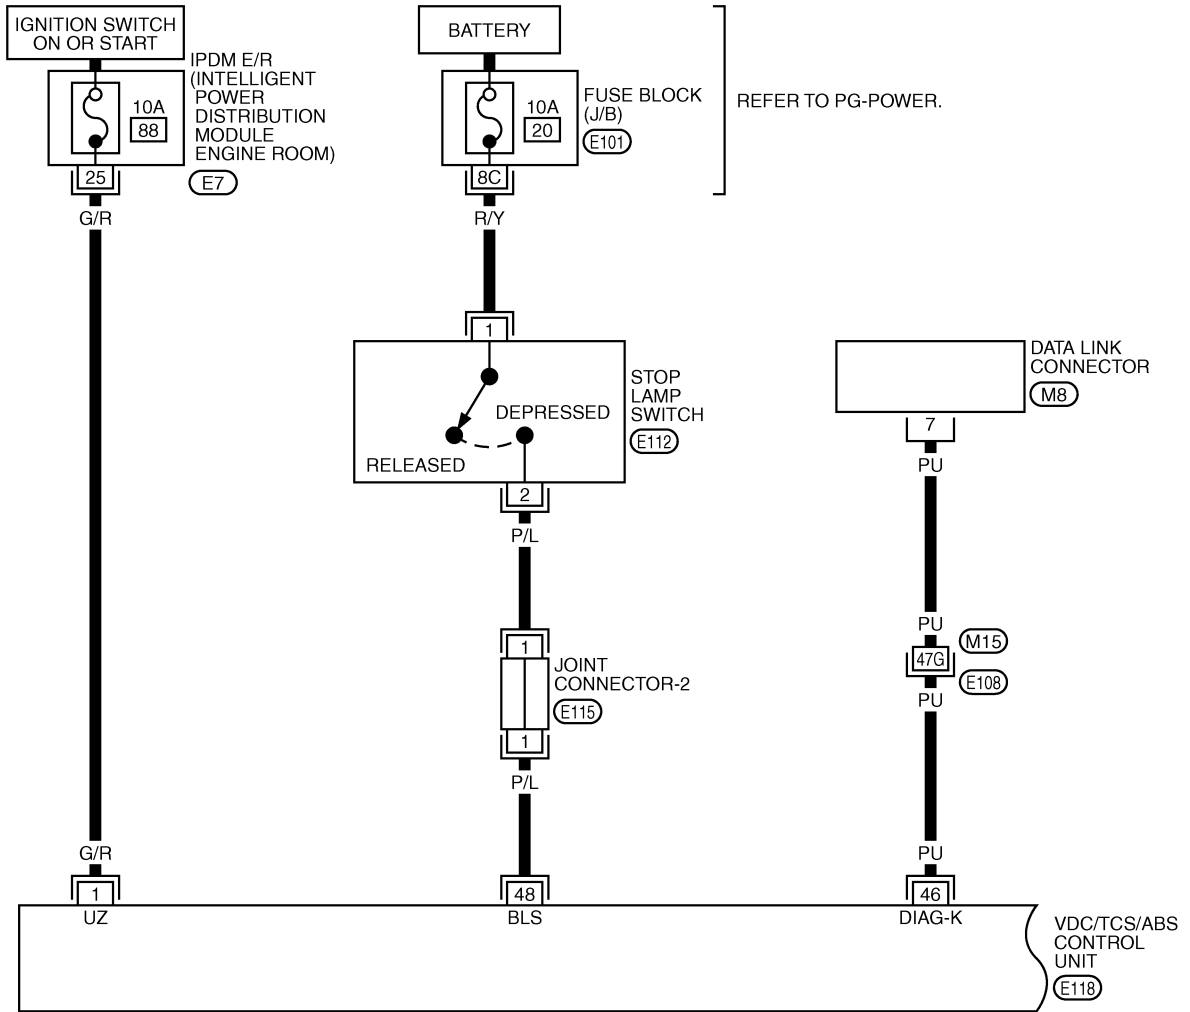 IGNITION SWITCH
ON OR START
IPDM E/R
(INTELLIGENT
POWER
DISTRIBUTION
MODULE
ENGINE ROOM)
E7
10A
88
25
G/R
G/R
1
UZ
BATTERY
10A
20
FUSE BLOCK
(J/B)
E101
REFER TO PG-POWER.
8C
R/Y
1
DEPRESSED
RELEASED
STOP
LAMP
SWITCH
E112
2
P/L
1
JOINT
CONNECTOR-2
E115
1
P/L
48
BLS
DATA LINK
CONNECTOR
M8
7
PU
PU
M15
47G
E108
PU
PU
46
DIAG-K
VDC/TCS/ABS
CONTROL
UNIT
E118